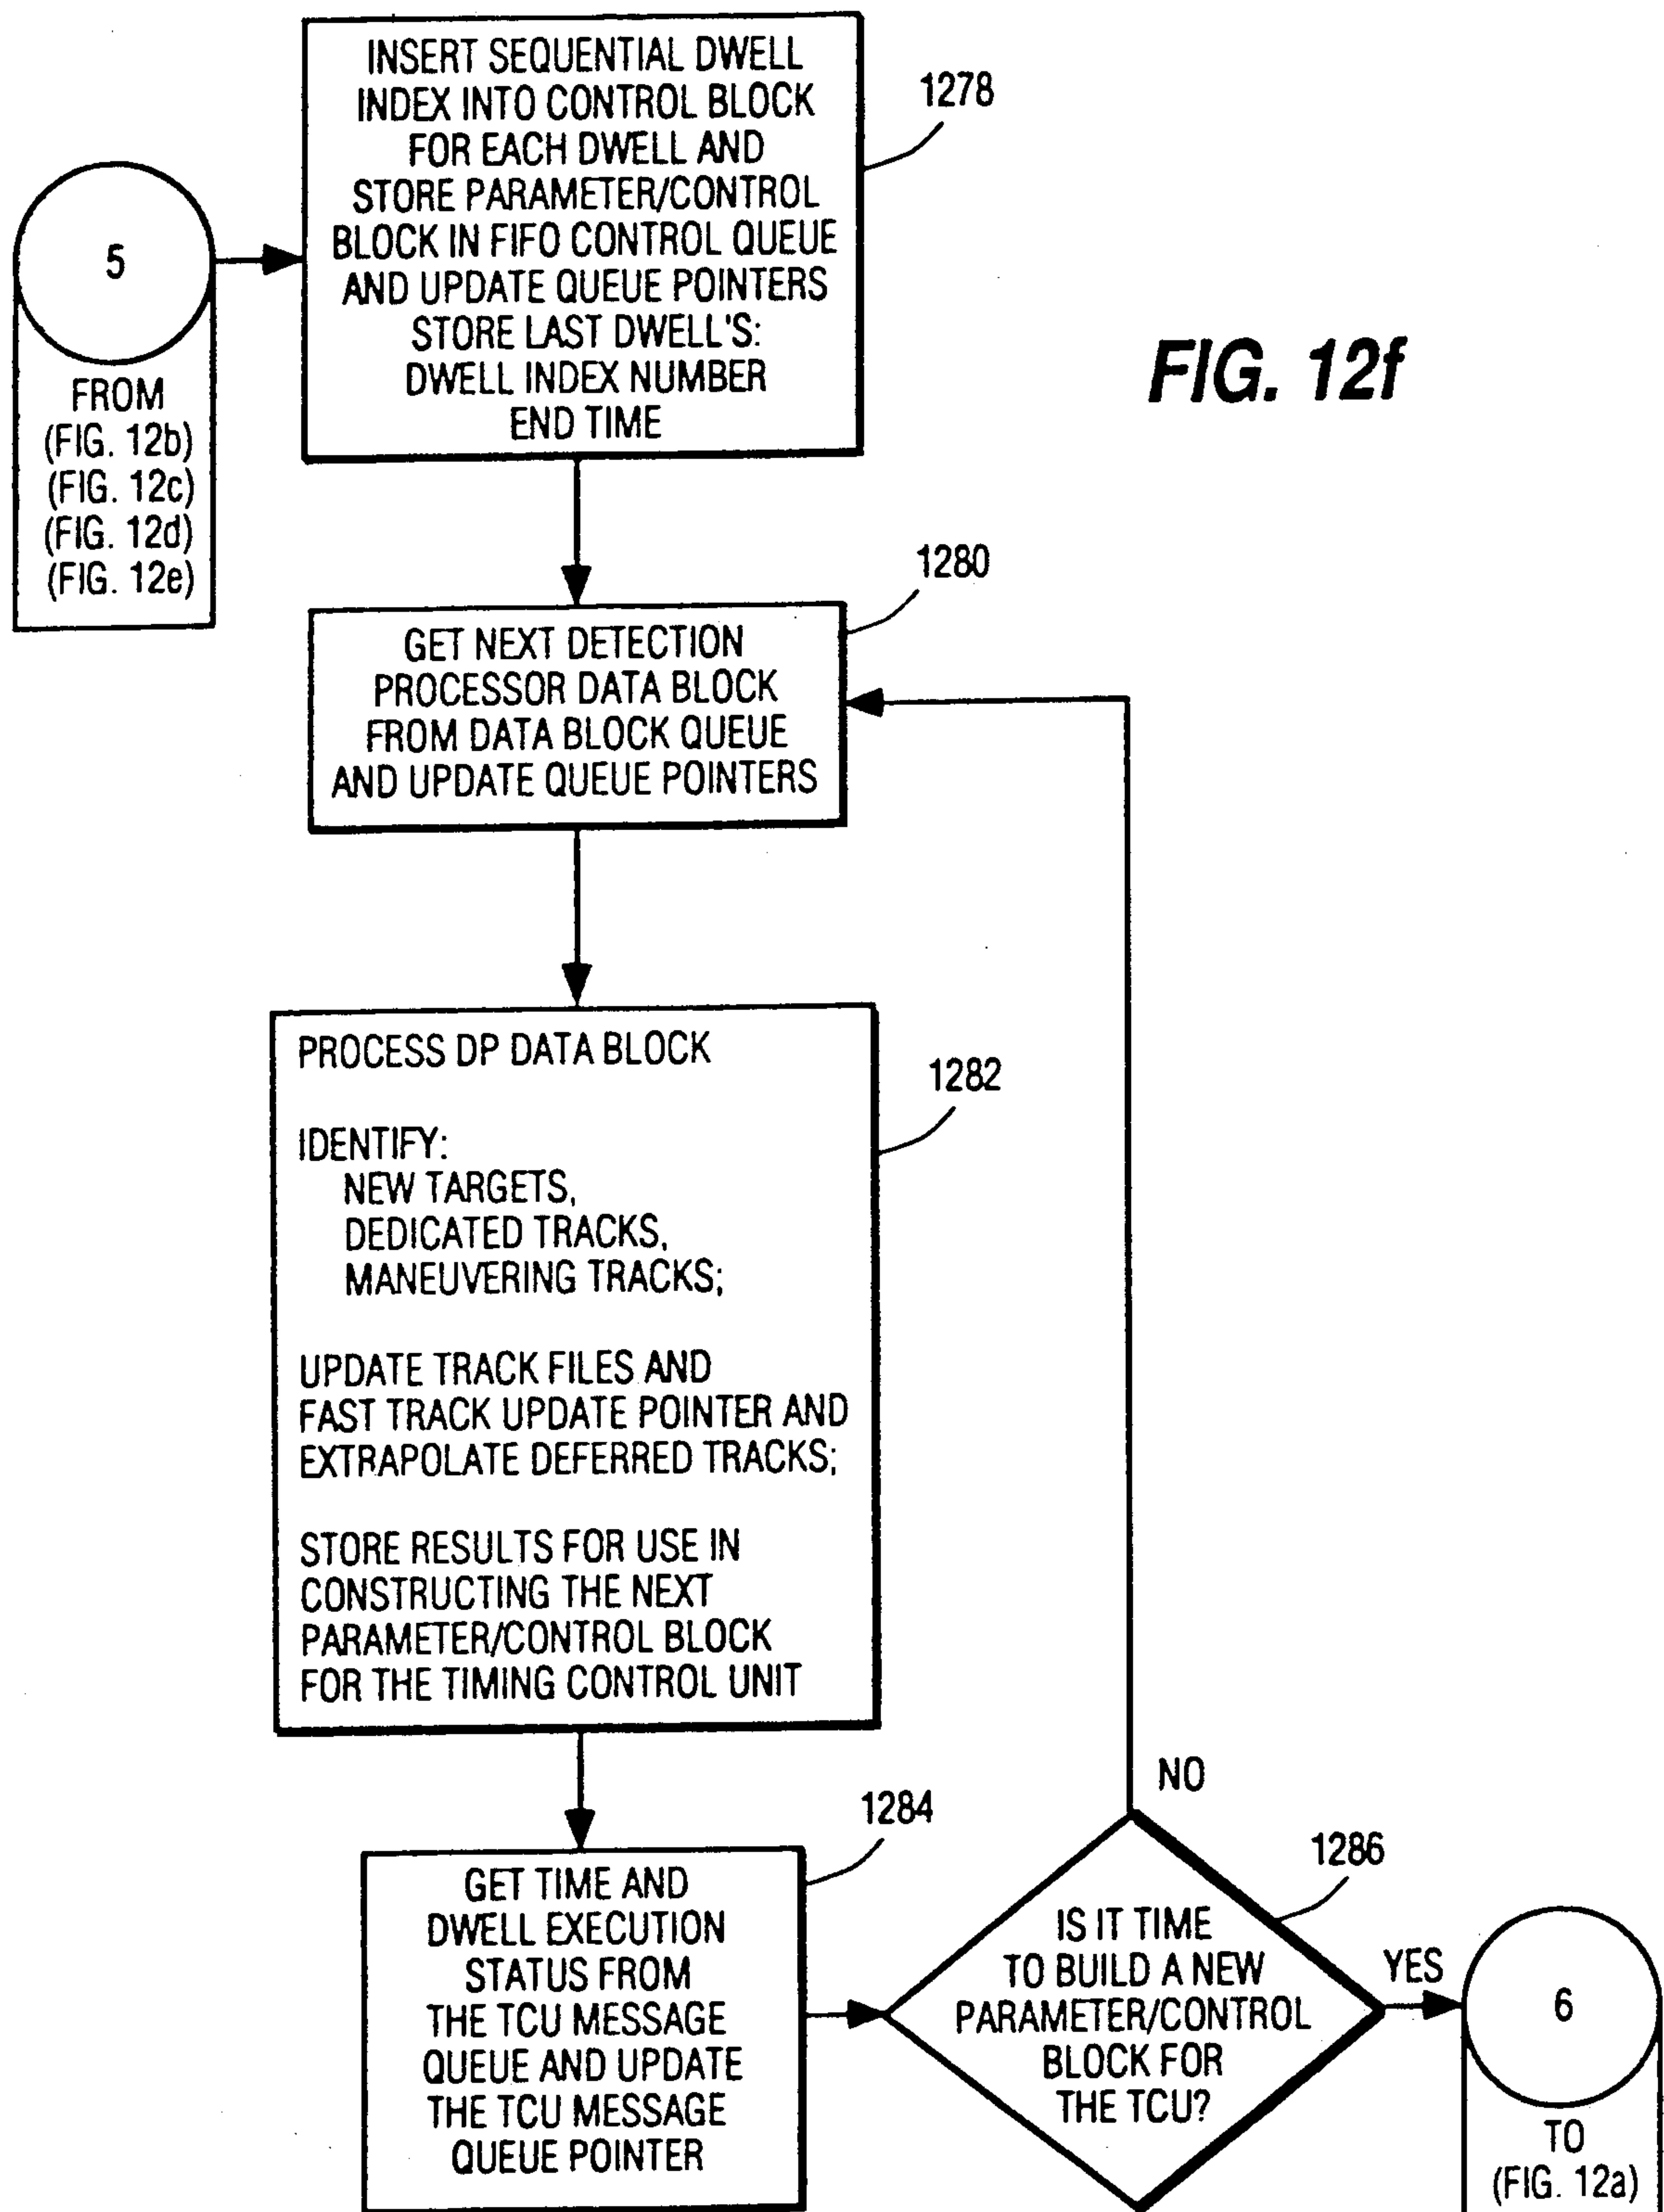 INSERT SEQUENTIAL DWELL
INDEX INTO CONTROL BLOCK
FOR EACH DWELL AND
STORE PARAMETER/CONTROL
BLOCK IN FIFO CONTROL QUEUE
AND UPDATE QUEUE POINTERS
STORE LAST DWELL'S:
DWELL INDEX NUMBER
END TIME
1278
5
FROM
(FIG. 12b)
(FIG. 12c)
(FIG. 12d)
(FIG. 12e)
FIG. 12f
1280
GET NEXT DETECTION
PROCESSOR DATA BLOCK
FROM DATA BLOCK QUEUE
AND UPDATE QUEUE POINTERS
PROCESS DP DATA BLOCK
1282
IDENTIFY:
NEW TARGETS,
DEDICATED TRACKS,
MANEUVERING TRACKS;
UPDATE TRACK FILES AND
FAST TRACK UPDATE POINTER AND
EXTRAPOLATE DEFERRED TRACKS;
STORE RESULTS FOR USE IN
CONSTRUCTING THE NEXT
PARAMETER/CONTROL BLOCK
FOR THE TIMING CONTROL UNIT
1284
GET TIME AND
DWELL EXECUTION
STATUS FROM
THE TCU MESSAGE
QUEUE AND UPDATE
THE TCU MESSAGE
QUEUE POINTER
NO
1286
IS IT TIME
TO BUILD A NEW
PARAMETER/CONTROL
BLOCK FOR
THE TCU?
YES
6
TO
(FIG. 12a)